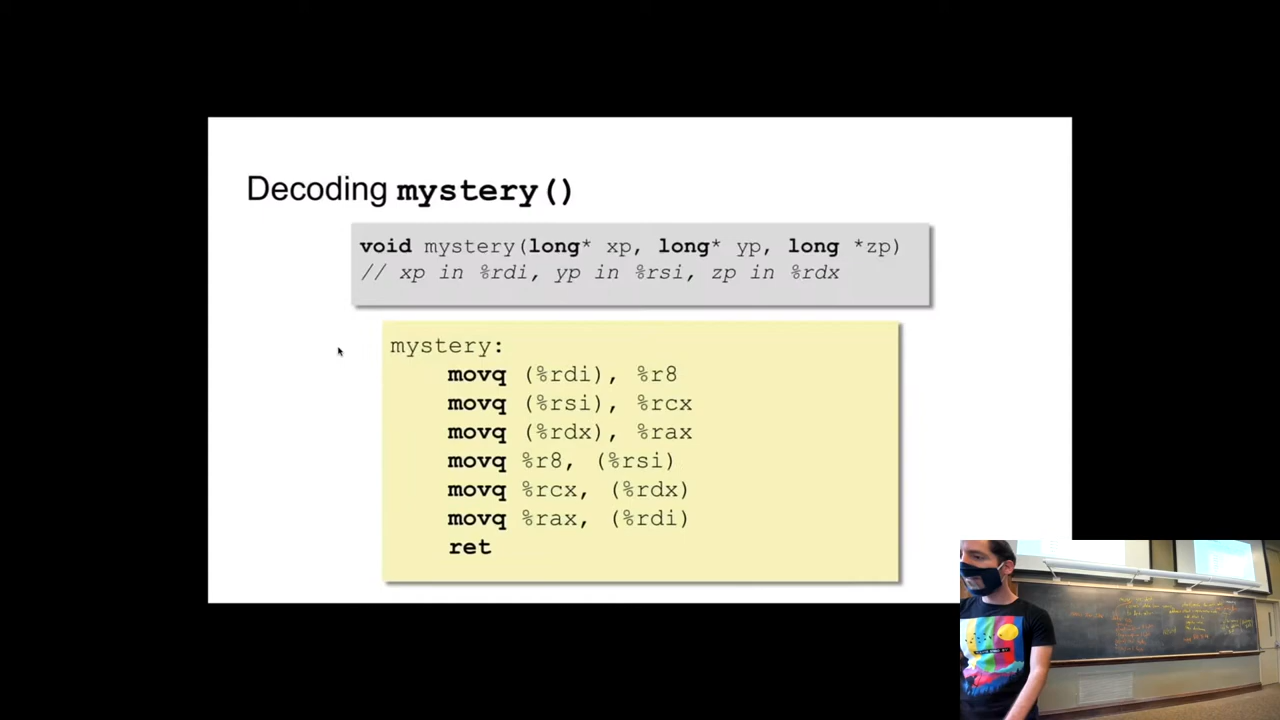 Decoding mystery()
void mystery(long* xp, long* yp, long *zp)
// xp in %rdi, yp in %rsi, zp in %rdx
mystery:
movq (%rdi), %r8
movq (%rsi), %rcx
movq (%rdx), %rax
movq %r8, (%rsi)
movq %rcx, (%rdx)
movq %rax, (%rdi)
ret